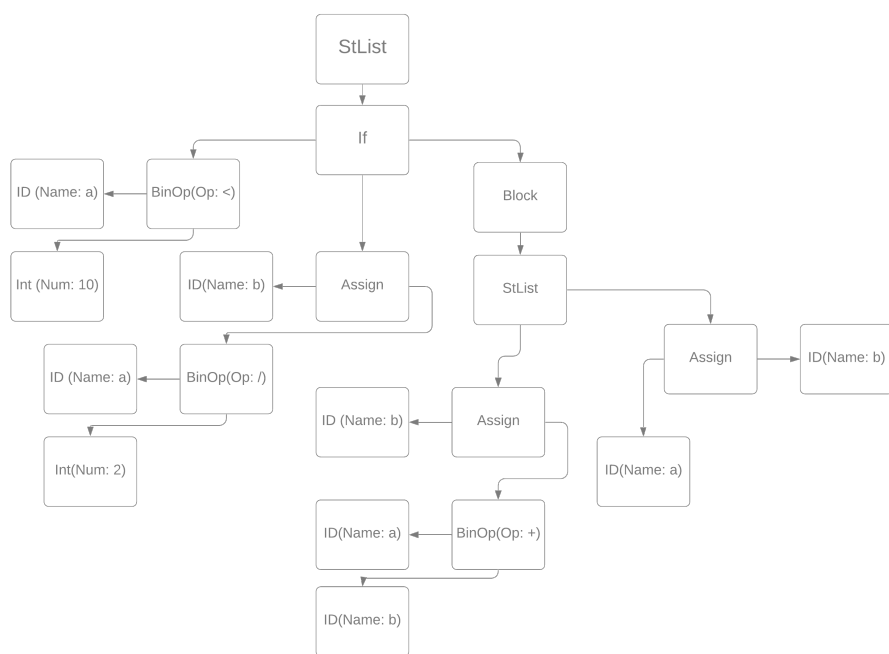 StList
If
ID (Name: a)
BinOp(Op: <)
Block
Int (Num: 10)
ID(Name: b)
Assign
StList
ID (Name: a)
BinOp(Op: /)
Assign
ID(Name: b)
ID (Name: b)
Assign
Int(Num: 2)
ID(Name: a)
ID(Name: a)
BinOp(Op: +)
ID(Name: b)